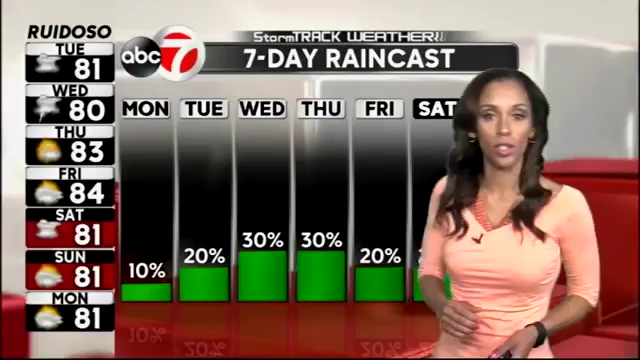 RUIDOSO
TUE
81
WED
80
THU
83
FRI
84
SAT
81
SUN
81
MON
81
abc 7
StormTRACK WEATHER
7-DAY RAINCAST
MON TUE WED THU FRI SAT
10% 20% 30% 30% 20%